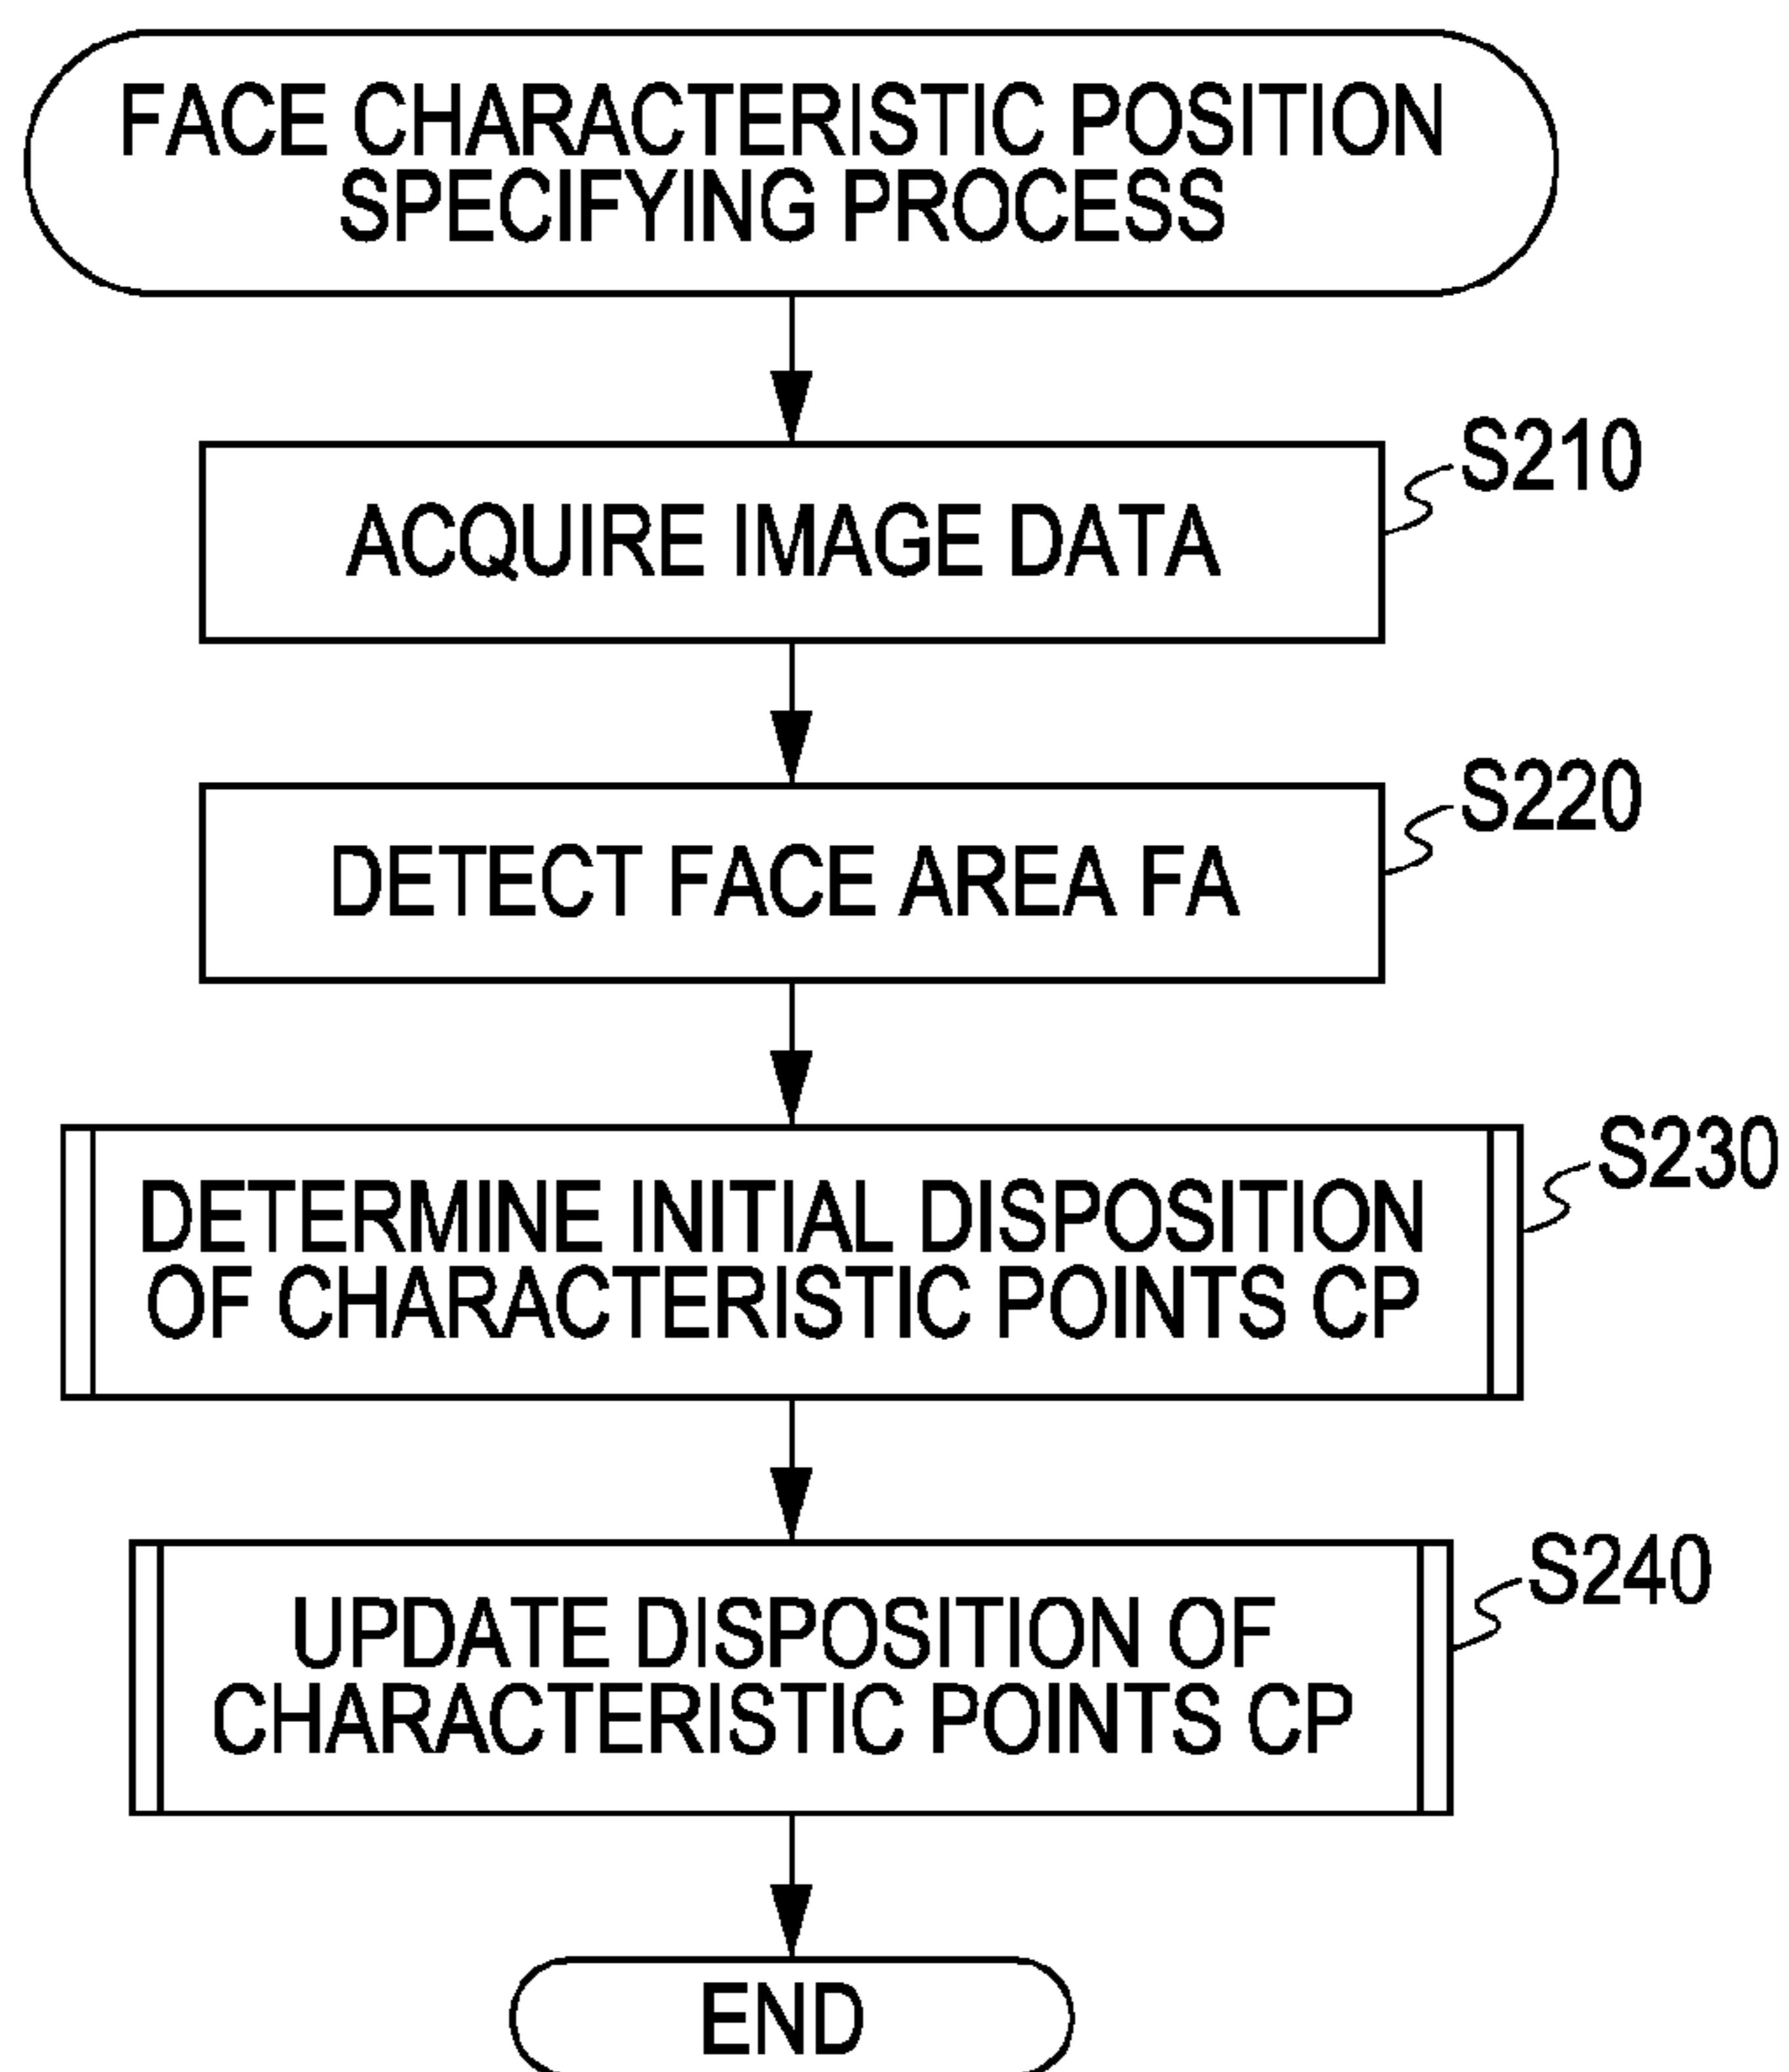 FACE CHARACTERISTIC POSITION
SPECIFYING PROCESS
S210
ACQUIRE IMAGE DATA
S220
DETECT FACE AREA FA
S230
DETERMINE INITIAL DISPOSITION
OF CHARACTERISTIC POINTS CP
S240
UPDATE DISPOSITION OF
CHARACTERISTIC POINTS CP
END